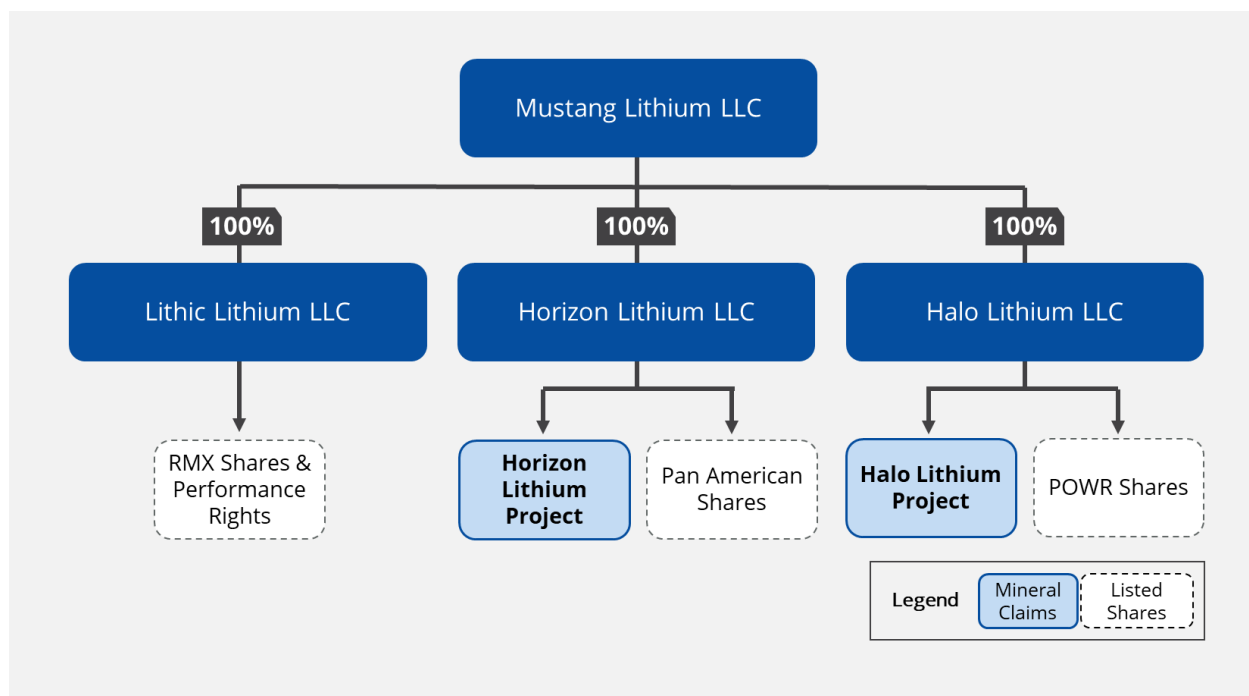 Mustang Lithium LLC
100%
100%
100%
Lithic Lithium LLC
Horizon Lithium LLC
Halo Lithium LLC
RMX Shares &
Performance
Rights
Horizon
Lithium
Project
Pan American
Shares
Halo Lithium
Project
POWR Shares
Legend
Mineral
Claims
Listed
Shares